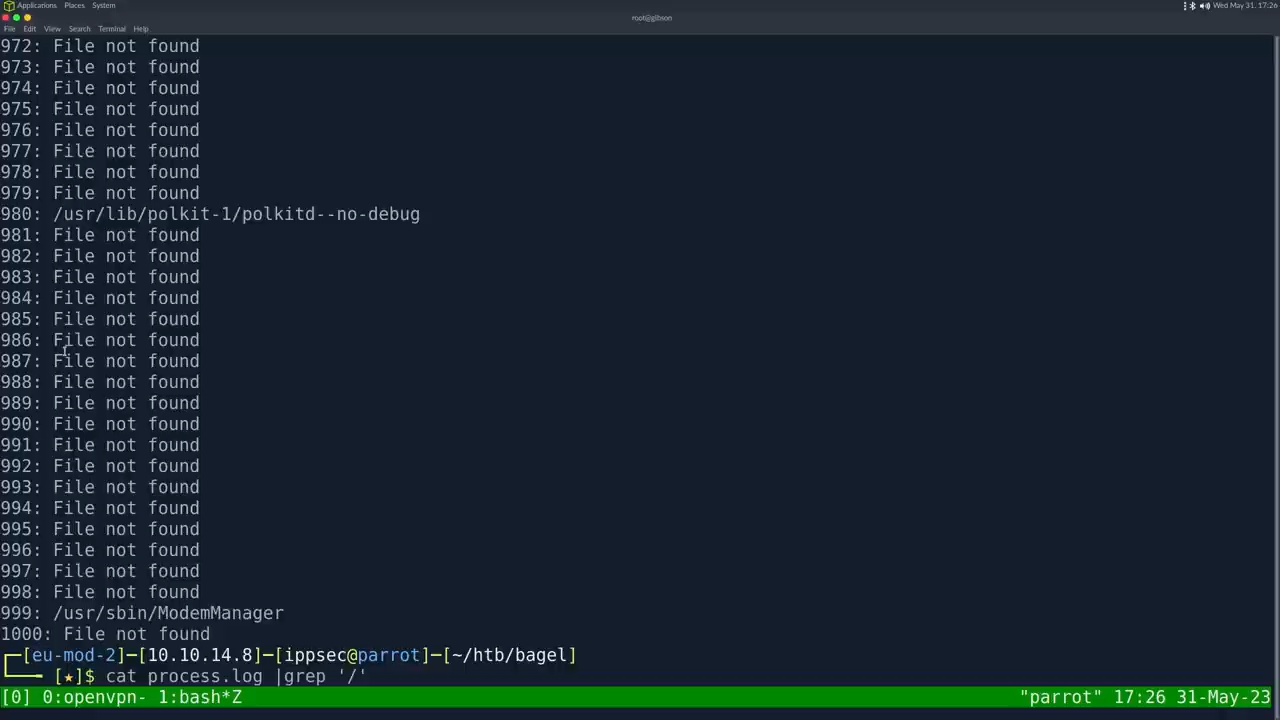 Applications Places System
Wed May 31, 17:26
root@gibson
File Edit View Search Terminal Help
972: File not found
973: File not found
974: File not found
975: File not found
976: File not found
977: File not found
978: File not found
979: File not found
980: /usr/lib/polkit-1/polkitd--no-debug
981: File not found
982: File not found
983: File not found
984: File not found
985: File not found
986: File not found
987: File not found
988: File not found
989: File not found
990: File not found
991: File not found
992: File not found
993: File not found
994: File not found
995: File not found
996: File not found
997: File not found
998: File not found
999: /usr/sbin/ModemManager
1000: File not found
┌─[eu-mod-2]─[10.10.14.8]─[ippsec@parrot]─[~/htb/bagel]
└──╼ [★]$ cat process.log |grep '/'
[0] 0:openvpn- 1:bash*Z "parrot" 17:26 31-May-23